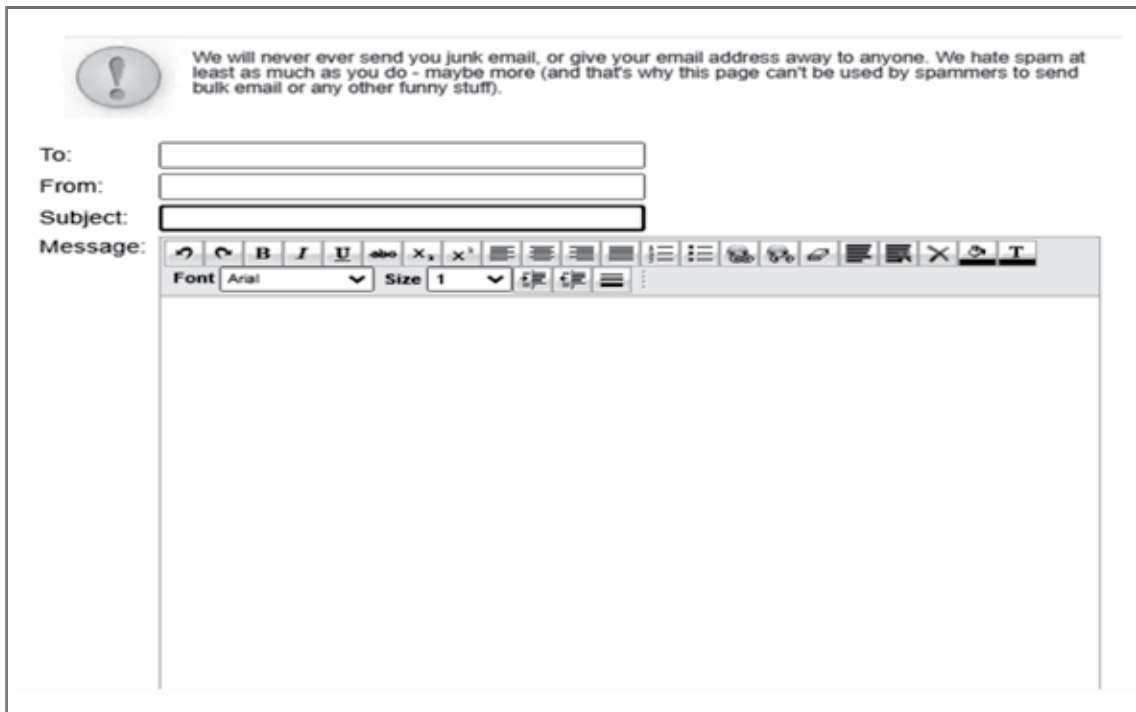 We will never ever send you junk email, or give your email address away to anyone. We hate spam at
least as much as you do - maybe more (and that's why this page can't be used by spammers to send
bulk email or any other funny stuff).
To:
From:
Subject:
Message:
B I U abc X, X'
Font Arial Size 1
T